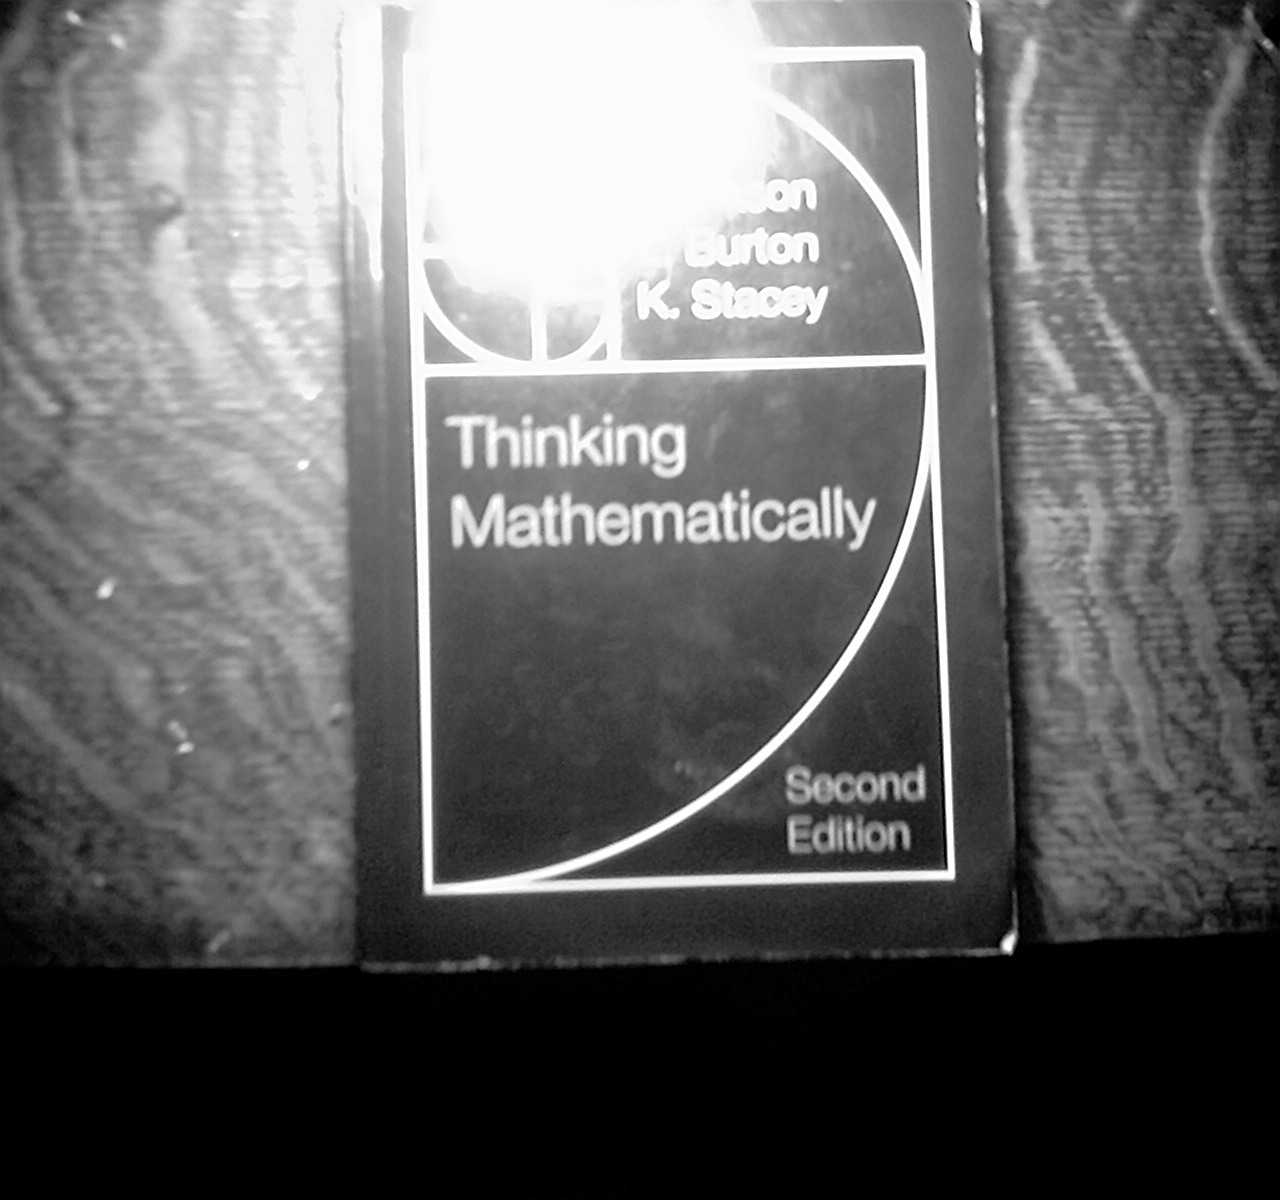 Burton
K. Stacey
Thinking
Mathematically
Second
Edition